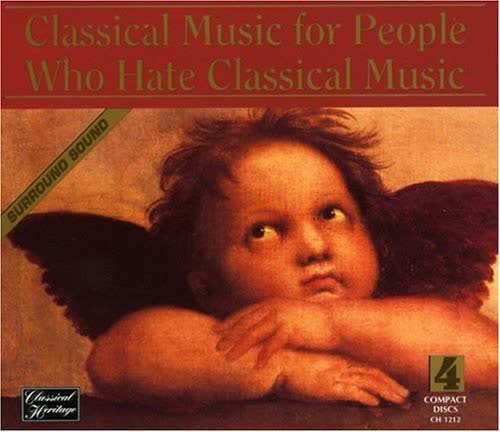 Classical Music for People
Who Hate Classical Music
SURROUND SOUND
Classical
Heritage
4
COMPACT
DISCS
CH 1212